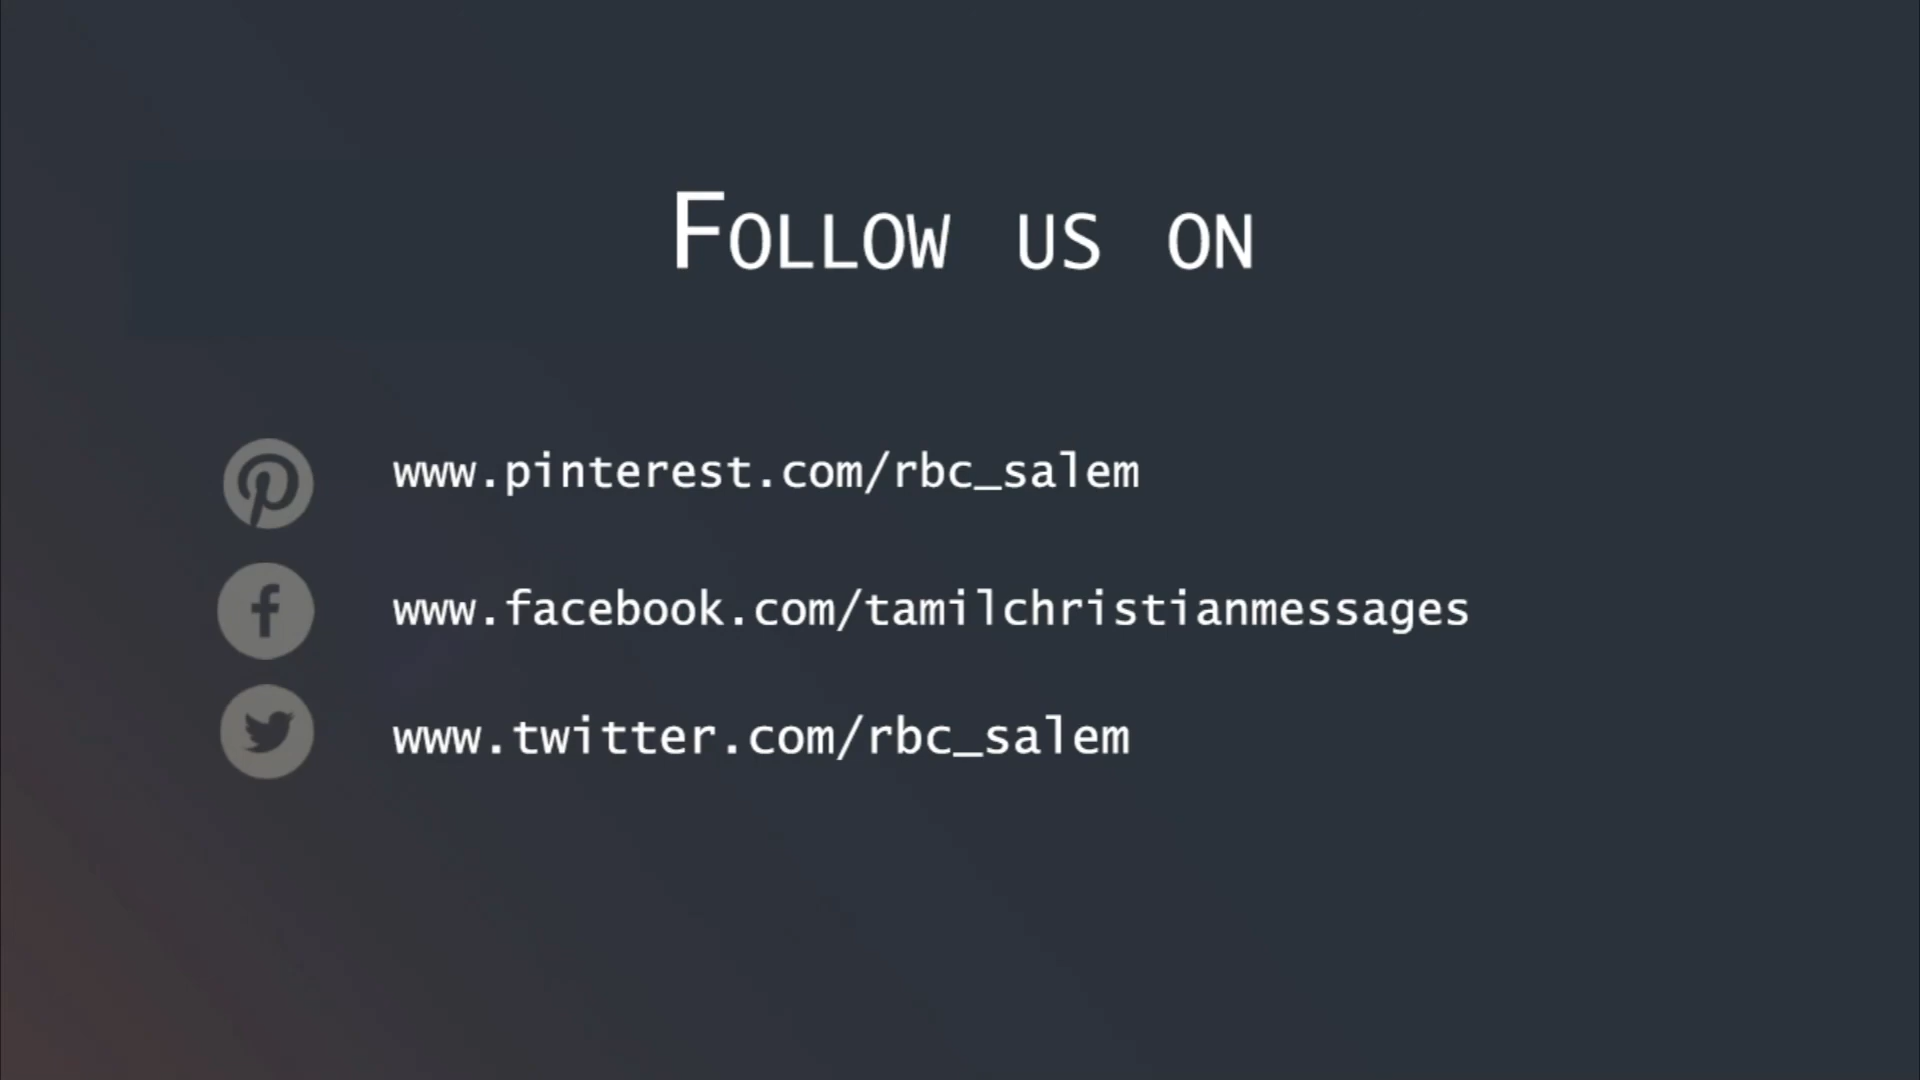 Follow us on
www.pinterest.com/rbc_salem
www.facebook.com/tamilchristianmessages
www.twitter.com/rbc_salem